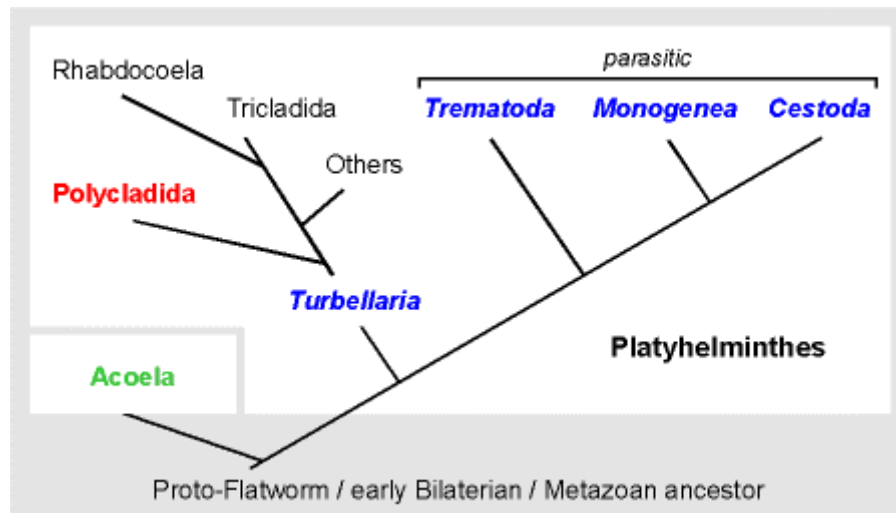 parasitic
Rhabdocoela
Tricladida
Trematoda
Monogenea
Cestoda
Others
Polycladida
Turbellaria
Platyhelminthes
Acoela
Proto-Flatworm / early Bilaterian / Metazoan ancestor